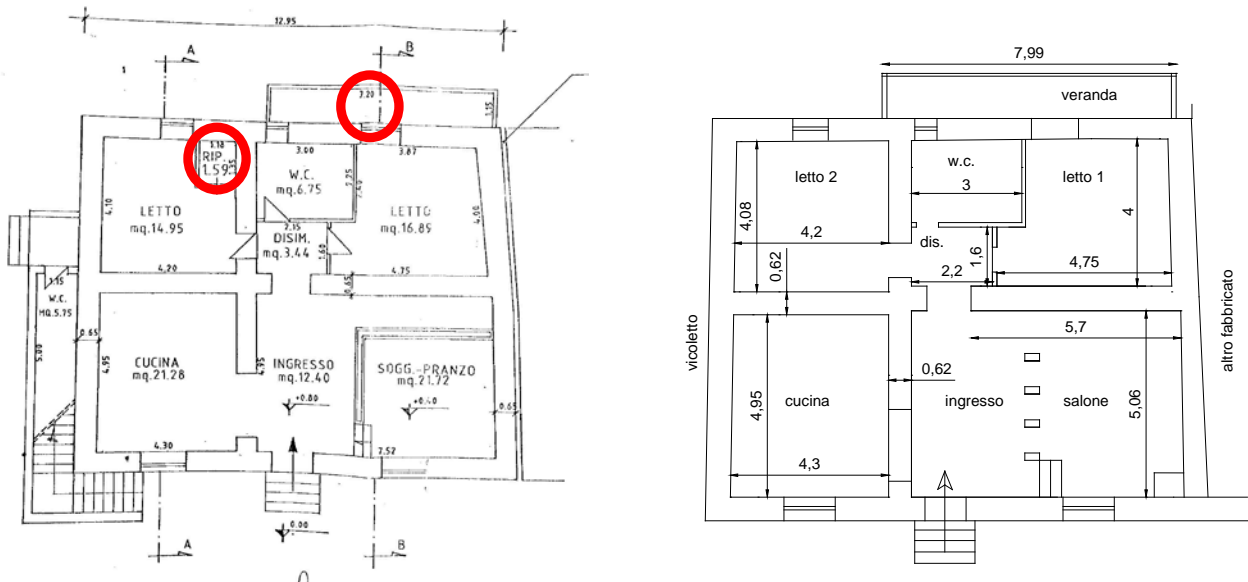 12.95
A
B
7.20
1.15
RIP.
1.59
3.00
3.87
W.C.
mq.6.75
2.25
2.40
4.10
LETTO
mq.14.95
2.15
DISIM.
mq.3.44
1.60
LETTO
mq.16.89
4.00
4.20
4.75
0.65
1.15
W.C.
MQ.5.75
5.00
0.65
4.95
CUCINA
mq.21.28
4.95
INGRESSO
mq.12.40
+0.80
SOGG.-PRANZO
mq.21.72
+0.40
0.65
4.30
7.52
0.00
A
B
7,99
veranda
letto 2
w.c.
3
letto 1
4,08
4,2
dis.
1,6
2,2
4
4,75
0,62
vicoletto
altro fabbricato
5,7
0,62
4,95
cucina
ingresso
salone
5,06
4,3